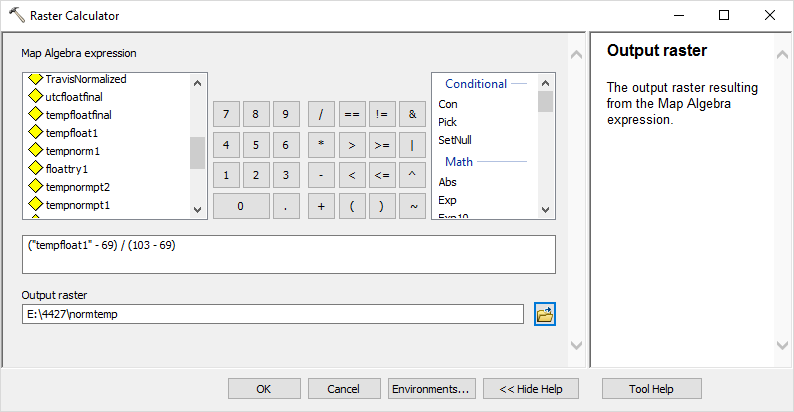 Raster Calculator
Map Algebra expression
TravisNormalized
utcfloatfinal
tempfloatfinal
tempfloat1
tempnorm1
floattry1
tempnormpt2
tempnormpt1
7 8 9 / == != &
4 5 6 * > >= |
1 2 3 - < <= ^
0 . + ( ) ~
Conditional
Con
Pick
SetNull
Math
Abs
Exp
Exp10
("tempfloat1" - 69) / (103 - 69)
Output raster
E:\4427\normtemp
OK Cancel Environments... << Hide Help Tool Help
Output raster
The output raster resulting
from the Map Algebra
expression.